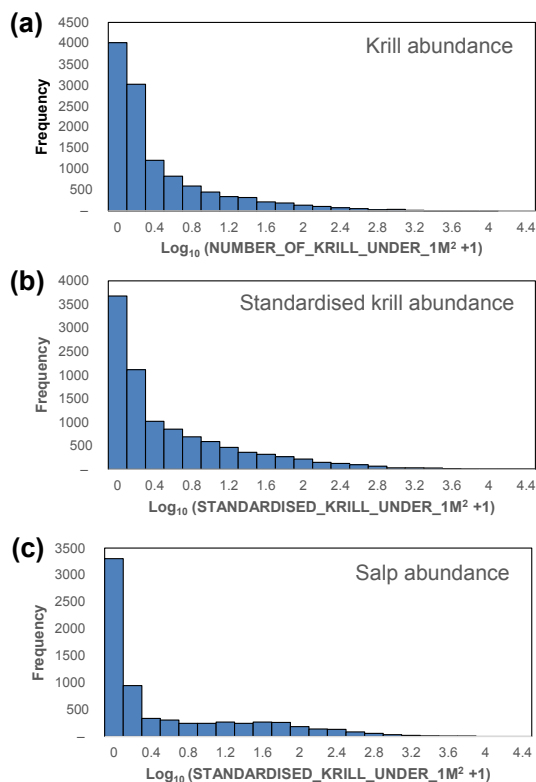 (a)
Krill abundance
4500
4000
3500
3000
2500
2000
1500
1000
500
–
Frequency
0 0.4 0.8 1.2 1.6 2 2.4 2.8 3.2 3.6 4 4.4
Log10 (NUMBER_OF_KRILL_UNDER_1M² +1)
(b)
Standardised krill abundance
4000
3500
3000
2500
2000
1500
1000
500
–
Frequency
0 0.4 0.8 1.2 1.6 2 2.4 2.8 3.2 3.6 4 4.4
Log10 (STANDARDISED_KRILL_UNDER_1M² +1)
(c)
Salp abundance
3500
3000
2500
2000
1500
1000
500
–
Frequency
0 0.4 0.8 1.2 1.6 2 2.4 2.8 3.2 3.6 4 4.4
Log10 (STANDARDISED_KRILL_UNDER_1M² +1)